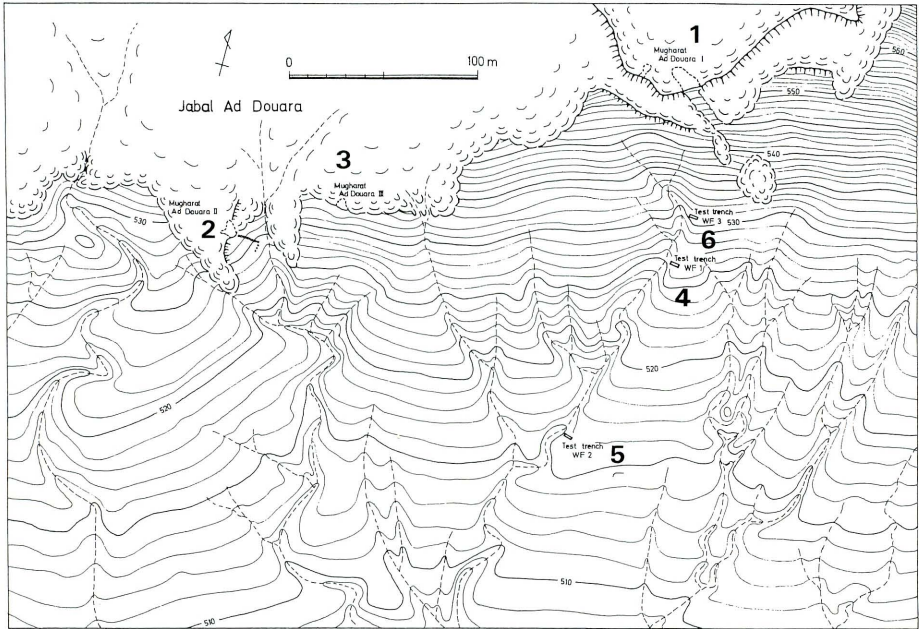 1
Mugharat
Ad Douara I
560
0 100 m
550
Jabal Ad Douara
540
3
Mugharat
Ad Douara III
Mugharat
Ad Douara II
2
530
Test trench
WF 3 530
6
Test trench
WF 1
4
520
520
5
Test trench
WF 2
510
510